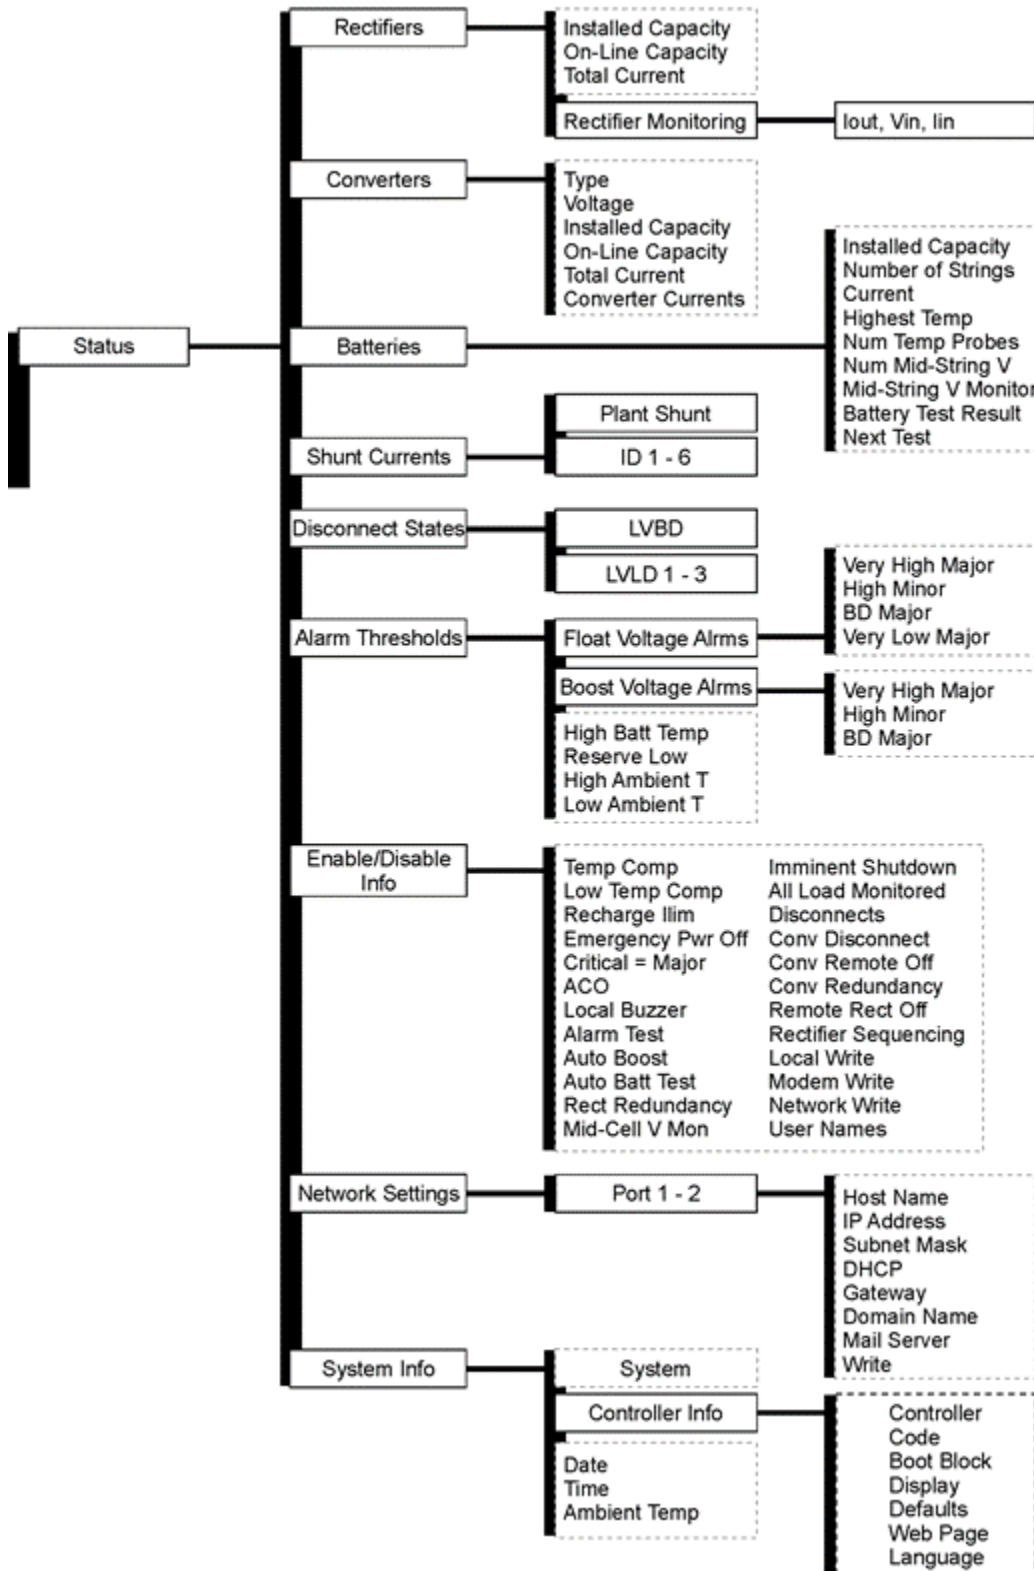 Rectifiers
Installed Capacity
On-Line Capacity
Total Current
Rectifier Monitoring
Iout, Vin, Iin
Converters
Type
Voltage
Installed Capacity
On-Line Capacity
Total Current
Converter Currents
Status
Batteries
Installed Capacity
Number of Strings
Current
Highest Temp
Num Temp Probes
Num Mid-String V
Mid-String V Monitor
Battery Test Result
Next Test
Shunt Currents
Plant Shunt
ID 1 - 6
Disconnect States
LVBD
LVLD 1 - 3
Alarm Thresholds
Float Voltage Alrms
Very High Major
High Minor
BD Major
Very Low Major
Boost Voltage Alrms
Very High Major
High Minor
BD Major
High Batt Temp
Reserve Low
High Ambient T
Low Ambient T
Enable/Disable
Info
Temp Comp
Low Temp Comp
Recharge Ilim
Emergency Pwr Off
Critical = Major
ACO
Local Buzzer
Alarm Test
Auto Boost
Auto Batt Test
Rect Redundancy
Mid-Cell V Mon
Imminent Shutdown
All Load Monitored
Disconnects
Conv Disconnect
Conv Remote Off
Conv Redundancy
Remote Rect Off
Rectifier Sequencing
Local Write
Modem Write
Network Write
User Names
Network Settings
Port 1 - 2
Host Name
IP Address
Subnet Mask
DHCP
Gateway
Domain Name
Mail Server
Write
System Info
System
Controller Info
Controller
Code
Boot Block
Display
Defaults
Web Page
Language
Date
Time
Ambient Temp